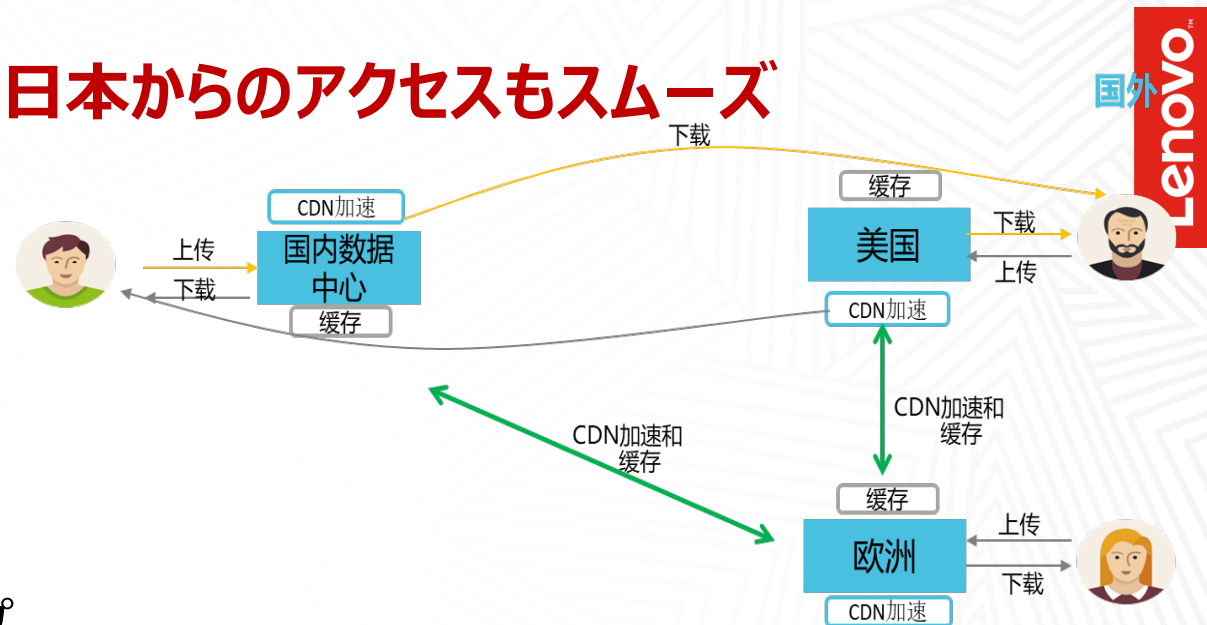 日本からのアクセスもスムーズ
国外
Lenovo™
下载
CDN加速
缓存
国内数据
中心
上传
下载
缓存
美国
下载
上传
CDN加速
CDN加速和
缓存
CDN加速和
缓存
缓存
欧洲
上传
下载
CDN加速
プ